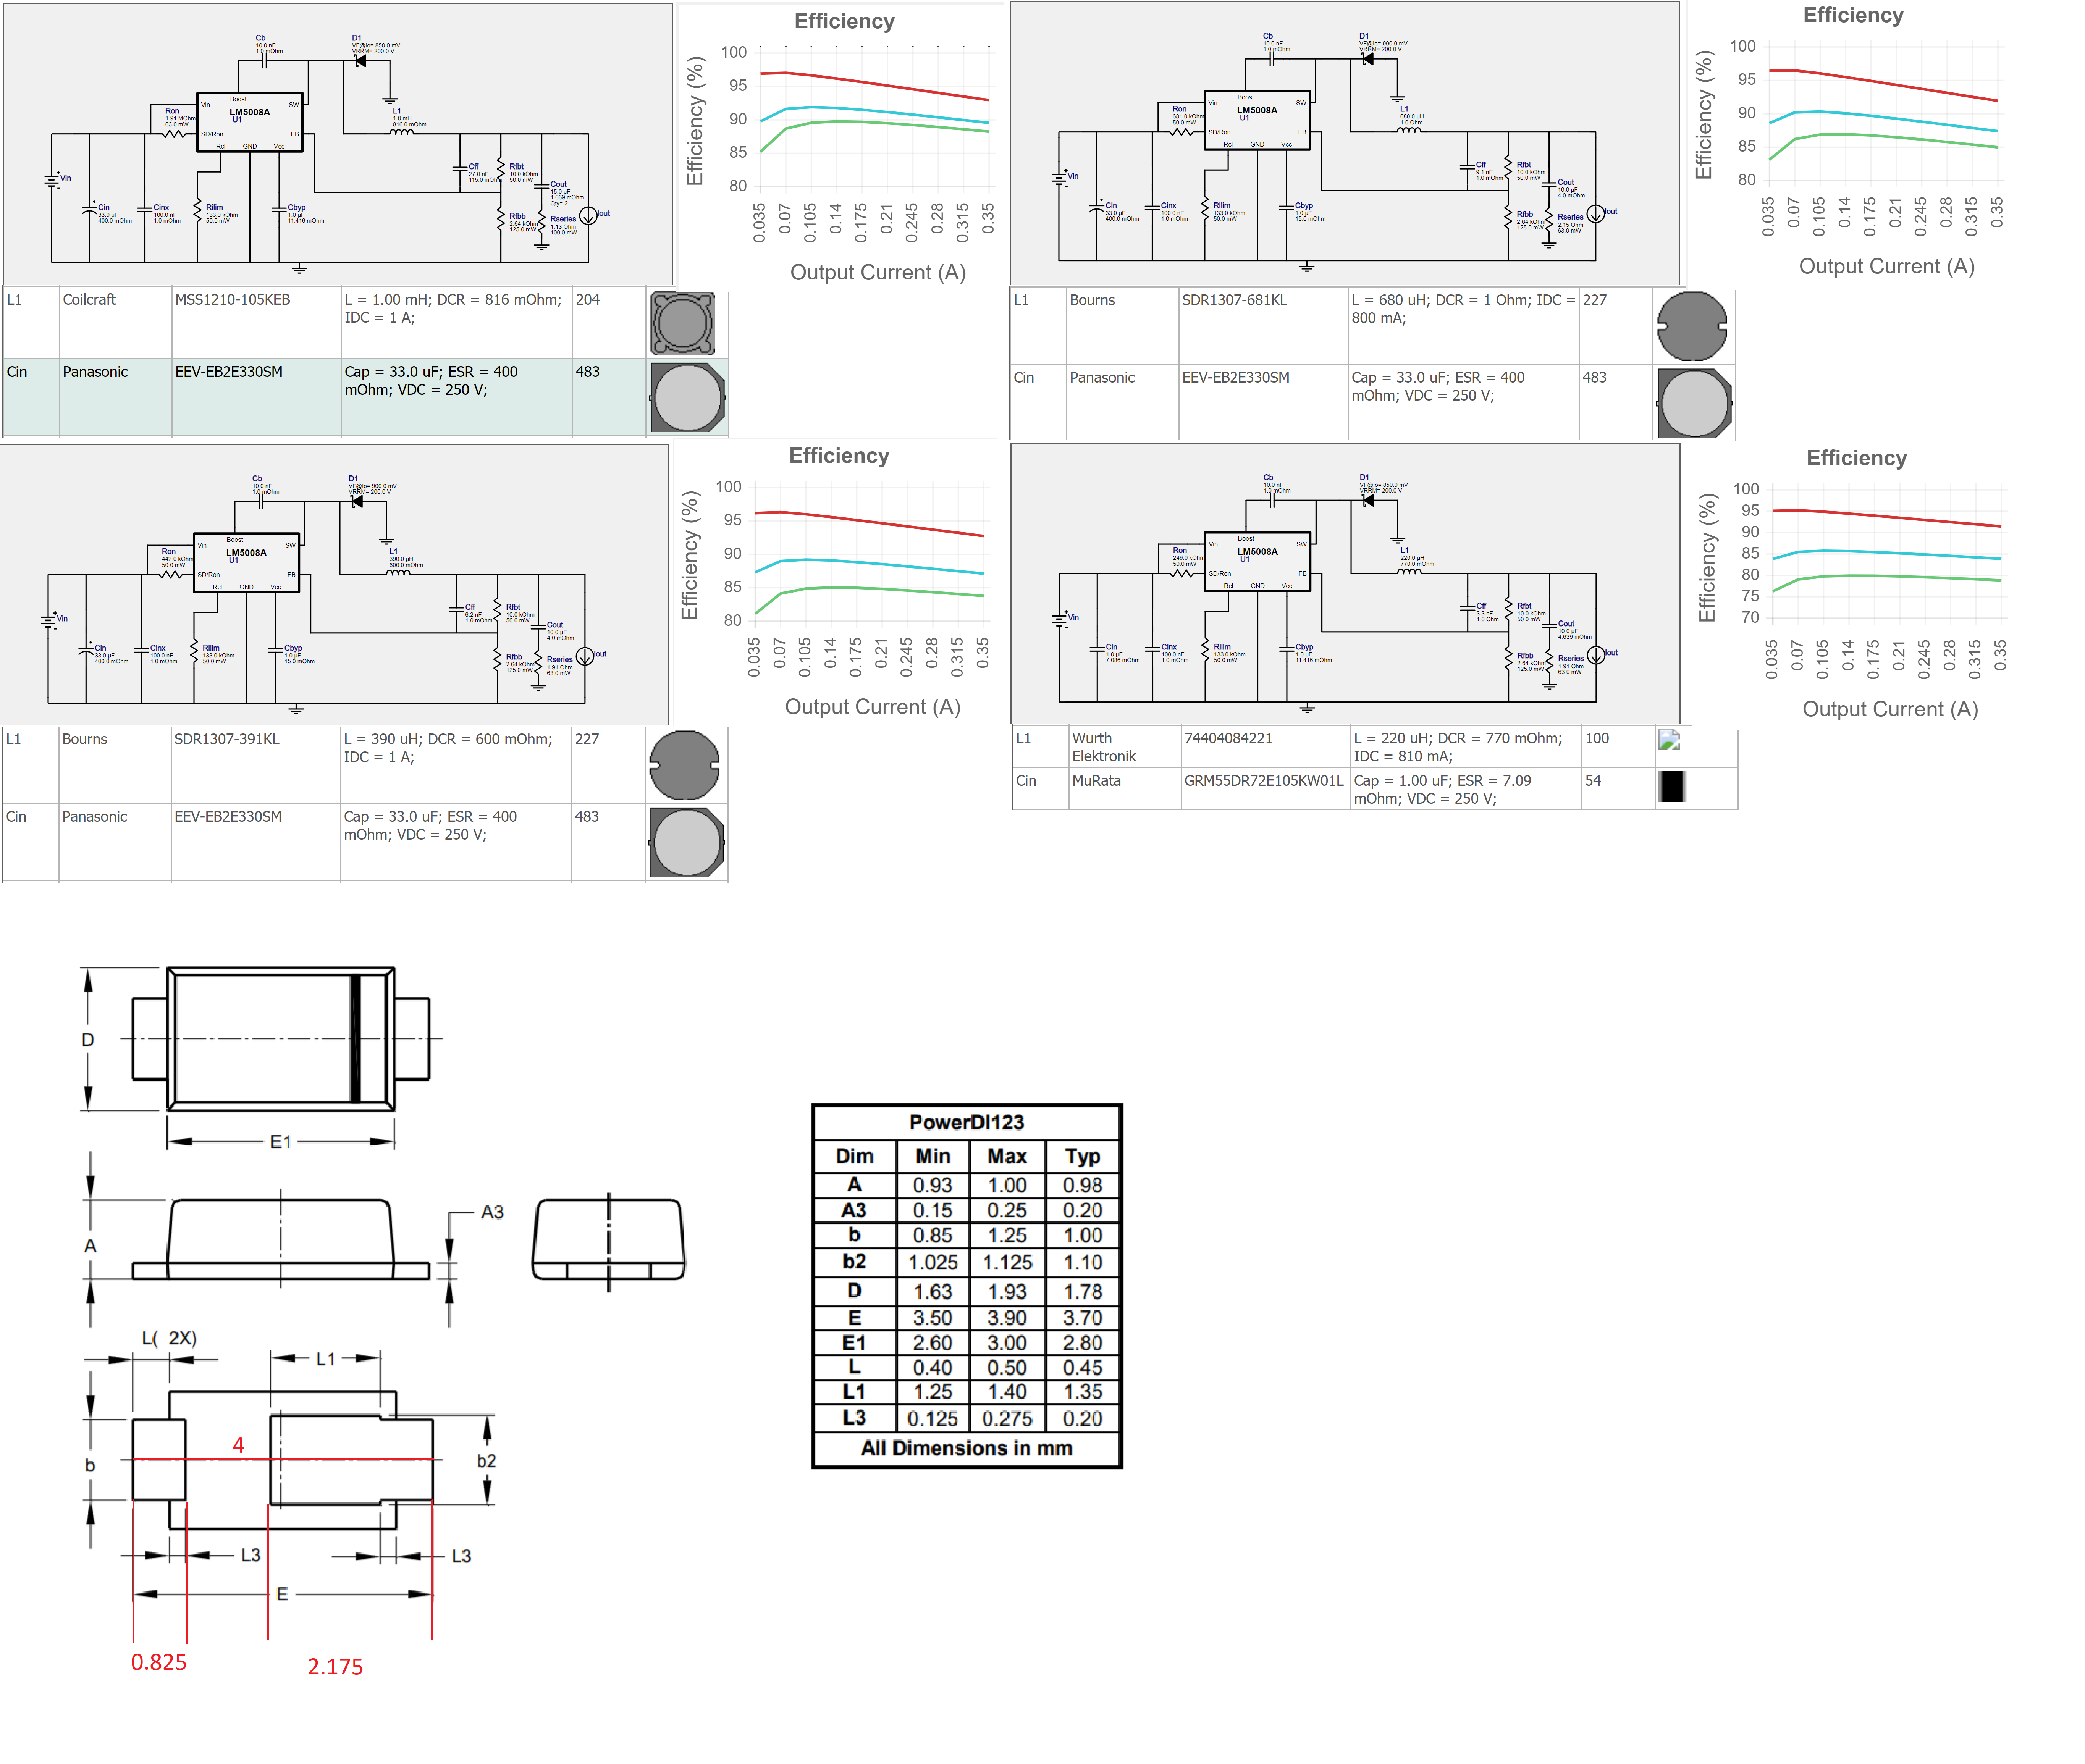 Cb
10.0 nF
1.0 mOhm
D1
VF@Io= 850.0 mV
VRRM= 200.0 V
Boost
Vin
SW
LM5008A
U1
SD/Ron
FB
Rcl
GND
Vcc
Ron
1.91 MOhm
63.0 mW
L1
1.0 mH
816.0 mOhm
Vin
Cin
33.0 µF
400.0 mOhm
Cinx
100.0 nF
1.0 mOhm
Rilim
133.0 kOhm
50.0 mW
Cbyp
1.0 µF
11.416 mOhm
Cff
27.0 nF
115.0 mOhm
Rfbt
10.0 kOhm
50.0 mW
Rfbb
2.64 kOhm
125.0 mW
Cout
15.0 µF
1.669 mOhm
Qty= 2
Rseries
1.13 Ohm
100.0 mW
Iout
Efficiency
Efficiency (%)
100
95
90
85
80
0.035
0.07
0.105
0.14
0.175
0.21
0.245
0.28
0.315
0.35
Output Current (A)
L1 Coilcraft MSS1210-105KEB L = 1.00 mH; DCR = 816 mOhm; 204
IDC = 1 A;
Cin Panasonic EEV-EB2E330SM Cap = 33.0 uF; ESR = 400 483
mOhm; VDC = 250 V;
Cb
10.0 nF
1.0 mOhm
D1
VF@Io= 900.0 mV
VRRM= 200.0 V
Boost
Vin
SW
LM5008A
U1
SD/Ron
FB
Rcl
GND
Vcc
Ron
681.0 kOhm
50.0 mW
L1
680.0 µH
1.0 Ohm
Vin
Cin
33.0 µF
400.0 mOhm
Cinx
100.0 nF
1.0 mOhm
Rilim
133.0 kOhm
50.0 mW
Cbyp
1.0 µF
15.0 mOhm
Cff
9.1 nF
1.0 mOhm
Rfbt
10.0 kOhm
50.0 mW
Rfbb
2.64 kOhm
125.0 mW
Cout
10.0 µF
4.0 mOhm
Rseries
2.15 Ohm
63.0 mW
Iout
Efficiency
Efficiency (%)
100
95
90
85
80
0.035
0.07
0.105
0.14
0.175
0.21
0.245
0.28
0.315
0.35
Output Current (A)
L1 Bourns SDR1307-681KL L = 680 uH; DCR = 1 Ohm; IDC = 227
800 mA;
Cin Panasonic EEV-EB2E330SM Cap = 33.0 uF; ESR = 400 483
mOhm; VDC = 250 V;
Cb
10.0 nF
1.0 mOhm
D1
VF@Io= 900.0 mV
VRRM= 200.0 V
Boost
Vin
SW
LM5008A
U1
SD/Ron
FB
Rcl
GND
Vcc
Ron
442.0 kOhm
50.0 mW
L1
390.0 µH
600.0 mOhm
Vin
Cin
33.0 µF
400.0 mOhm
Cinx
100.0 nF
1.0 mOhm
Rilim
133.0 kOhm
50.0 mW
Cbyp
1.0 µF
15.0 mOhm
Cff
6.2 nF
1.0 mOhm
Rfbt
10.0 kOhm
50.0 mW
Rfbb
2.64 kOhm
125.0 mW
Cout
10.0 µF
4.0 mOhm
Rseries
1.91 Ohm
63.0 mW
Iout
Efficiency
Efficiency (%)
100
95
90
85
80
0.035
0.07
0.105
0.14
0.175
0.21
0.245
0.28
0.315
0.35
Output Current (A)
L1 Bourns SDR1307-391KL L = 390 uH; DCR = 600 mOhm; 227
IDC = 1 A;
Cin Panasonic EEV-EB2E330SM Cap = 33.0 uF; ESR = 400 483
mOhm; VDC = 250 V;
Cb
10.0 nF
1.0 mOhm
D1
VF@Io= 850.0 mV
VRRM= 200.0 V
Boost
Vin
SW
LM5008A
U1
SD/Ron
FB
Rcl
GND
Vcc
Ron
249.0 kOhm
50.0 mW
L1
220.0 µH
770.0 mOhm
Vin
Cin
1.0 µF
7.086 mOhm
Cinx
100.0 nF
1.0 mOhm
Rilim
133.0 kOhm
50.0 mW
Cbyp
1.0 µF
11.416 mOhm
Cff
3.3 nF
1.0 Ohm
Rfbt
10.0 kOhm
50.0 mW
Rfbb
2.64 kOhm
125.0 mW
Cout
10.0 µF
4.639 mOhm
Rseries
1.91 Ohm
63.0 mW
Iout
Efficiency
Efficiency (%)
100
95
90
85
80
75
70
0.035
0.07
0.105
0.14
0.175
0.21
0.245
0.28
0.315
0.35
Output Current (A)
L1 Wurth 74404084221 L = 220 uH; DCR = 770 mOhm; 100
Elektronik IDC = 810 mA;
Cin MuRata GRM55DR72E105KW01L Cap = 1.00 uF; ESR = 7.09 54
mOhm; VDC = 250 V;
D
E1
A
A3
L( 2X)
L1
4
b
b2
L3
L3
E
0.825
2.175
PowerDI123
Dim Min Max Typ
A 0.93 1.00 0.98
A3 0.15 0.25 0.20
b 0.85 1.25 1.00
b2 1.025 1.125 1.10
D 1.63 1.93 1.78
E 3.50 3.90 3.70
E1 2.60 3.00 2.80
L 0.40 0.50 0.45
L1 1.25 1.40 1.35
L3 0.125 0.275 0.20
All Dimensions in mm